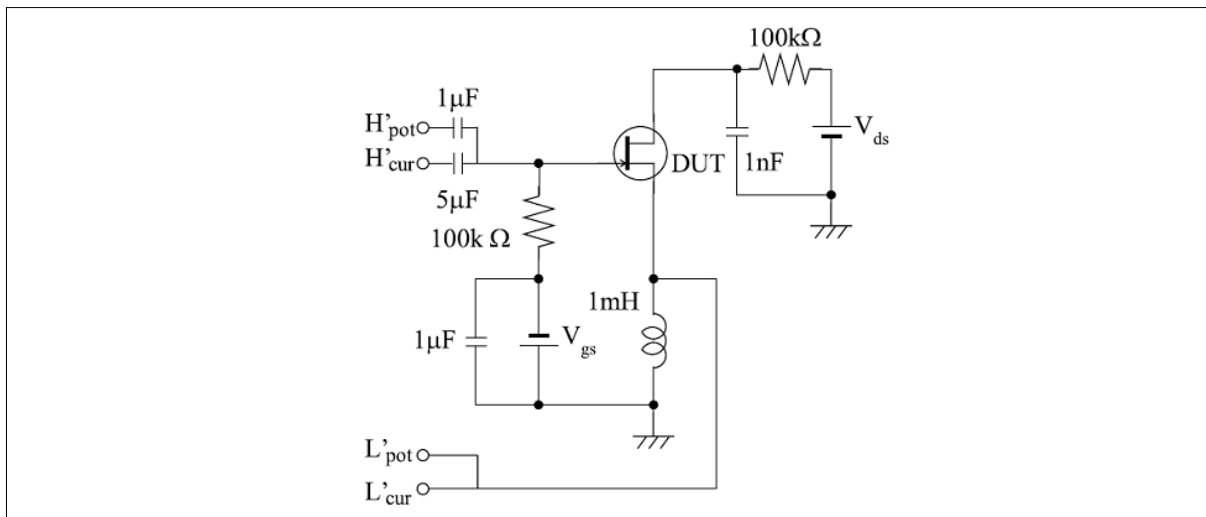 100kΩ
1μF
H'pot
H'cur
5μF
DUT
1nF
Vds
100k Ω
1mH
1μF
Vgs
L'pot
L'cur